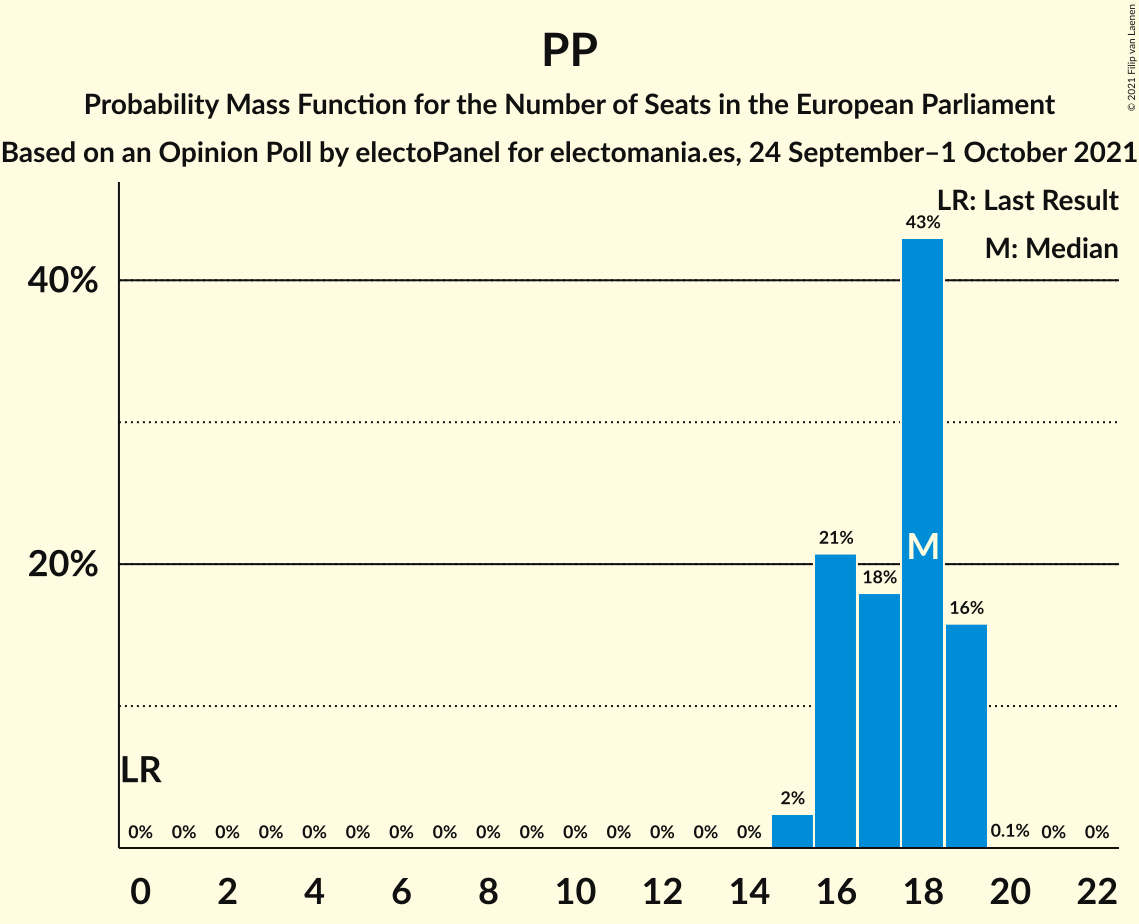 PP
Probability Mass Function for the Number of Seats in the European Parliament
Based on an Opinion Poll by electoPanel for electomania.es, 24 September–1 October 2021
© 2021 Filip van Laenen
LR: Last Result
M: Median
43%
40%
21%
M
20%
18%
16%
LR
2%
0% 0% 0% 0% 0% 0% 0% 0% 0% 0% 0% 0% 0% 0% 0% 0.1% 0% 0%
0 2 4 6 8 10 12 14 16 18 20 22